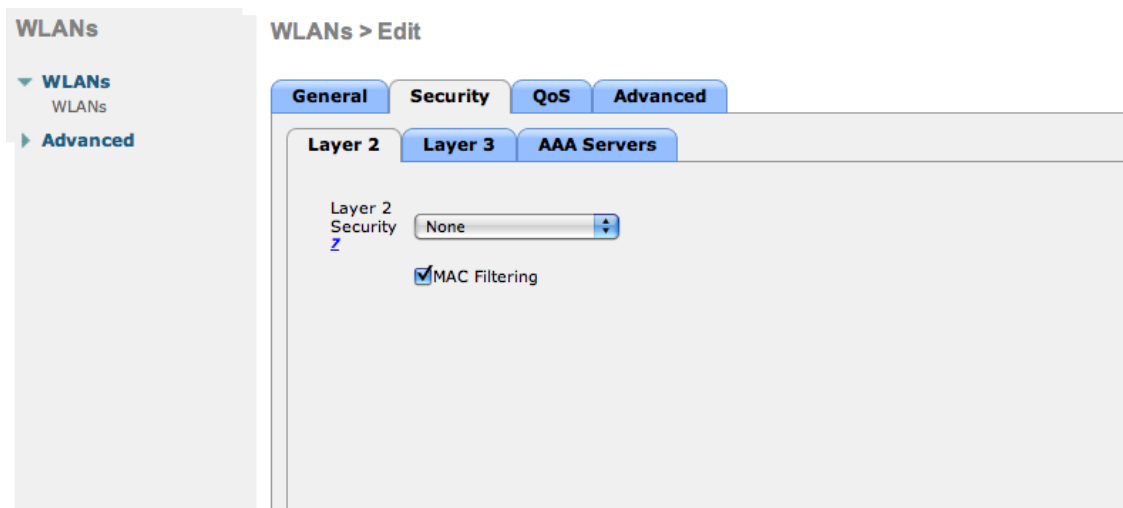 WLANs
WLANs
WLANs
Advanced
WLANs > Edit
General Security QoS Advanced
Layer 2 Layer 3 AAA Servers
Layer 2
Security
7
None
MAC Filtering